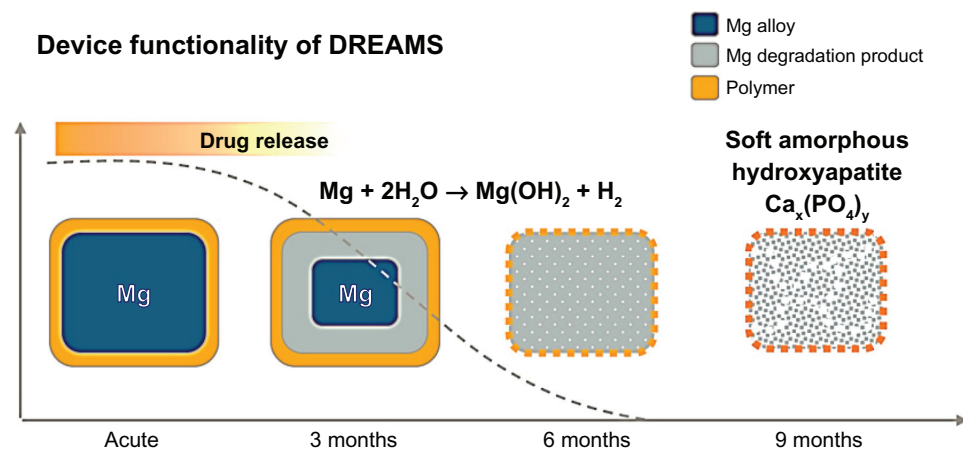 Device functionality of DREAMS
Mg alloy
Mg degradation product
Polymer
Drug release
Soft amorphous
hydroxyapatite
Caₓ(PO₄)ᵧ
Mg + 2H₂O → Mg(OH)₂ + H₂
Mg
Mg
Acute
3 months
6 months
9 months